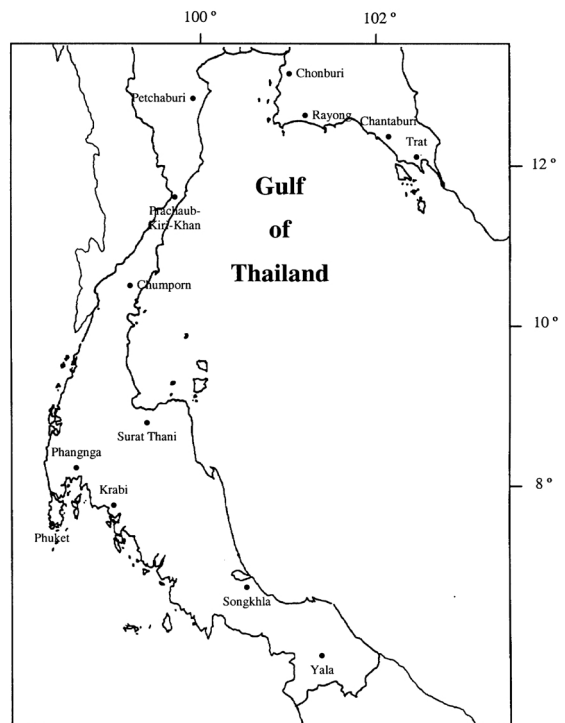 100 º
102 º
Chonburi
Petchaburi
Rayong
Chantaburi
Trat
12 º
Gulf
of
Thailand
Prachaub-
Kiri-Khan
Chumporn
10 º
Surat Thani
Phangnga
8 º
Krabi
Phuket
Songkhla
Yala